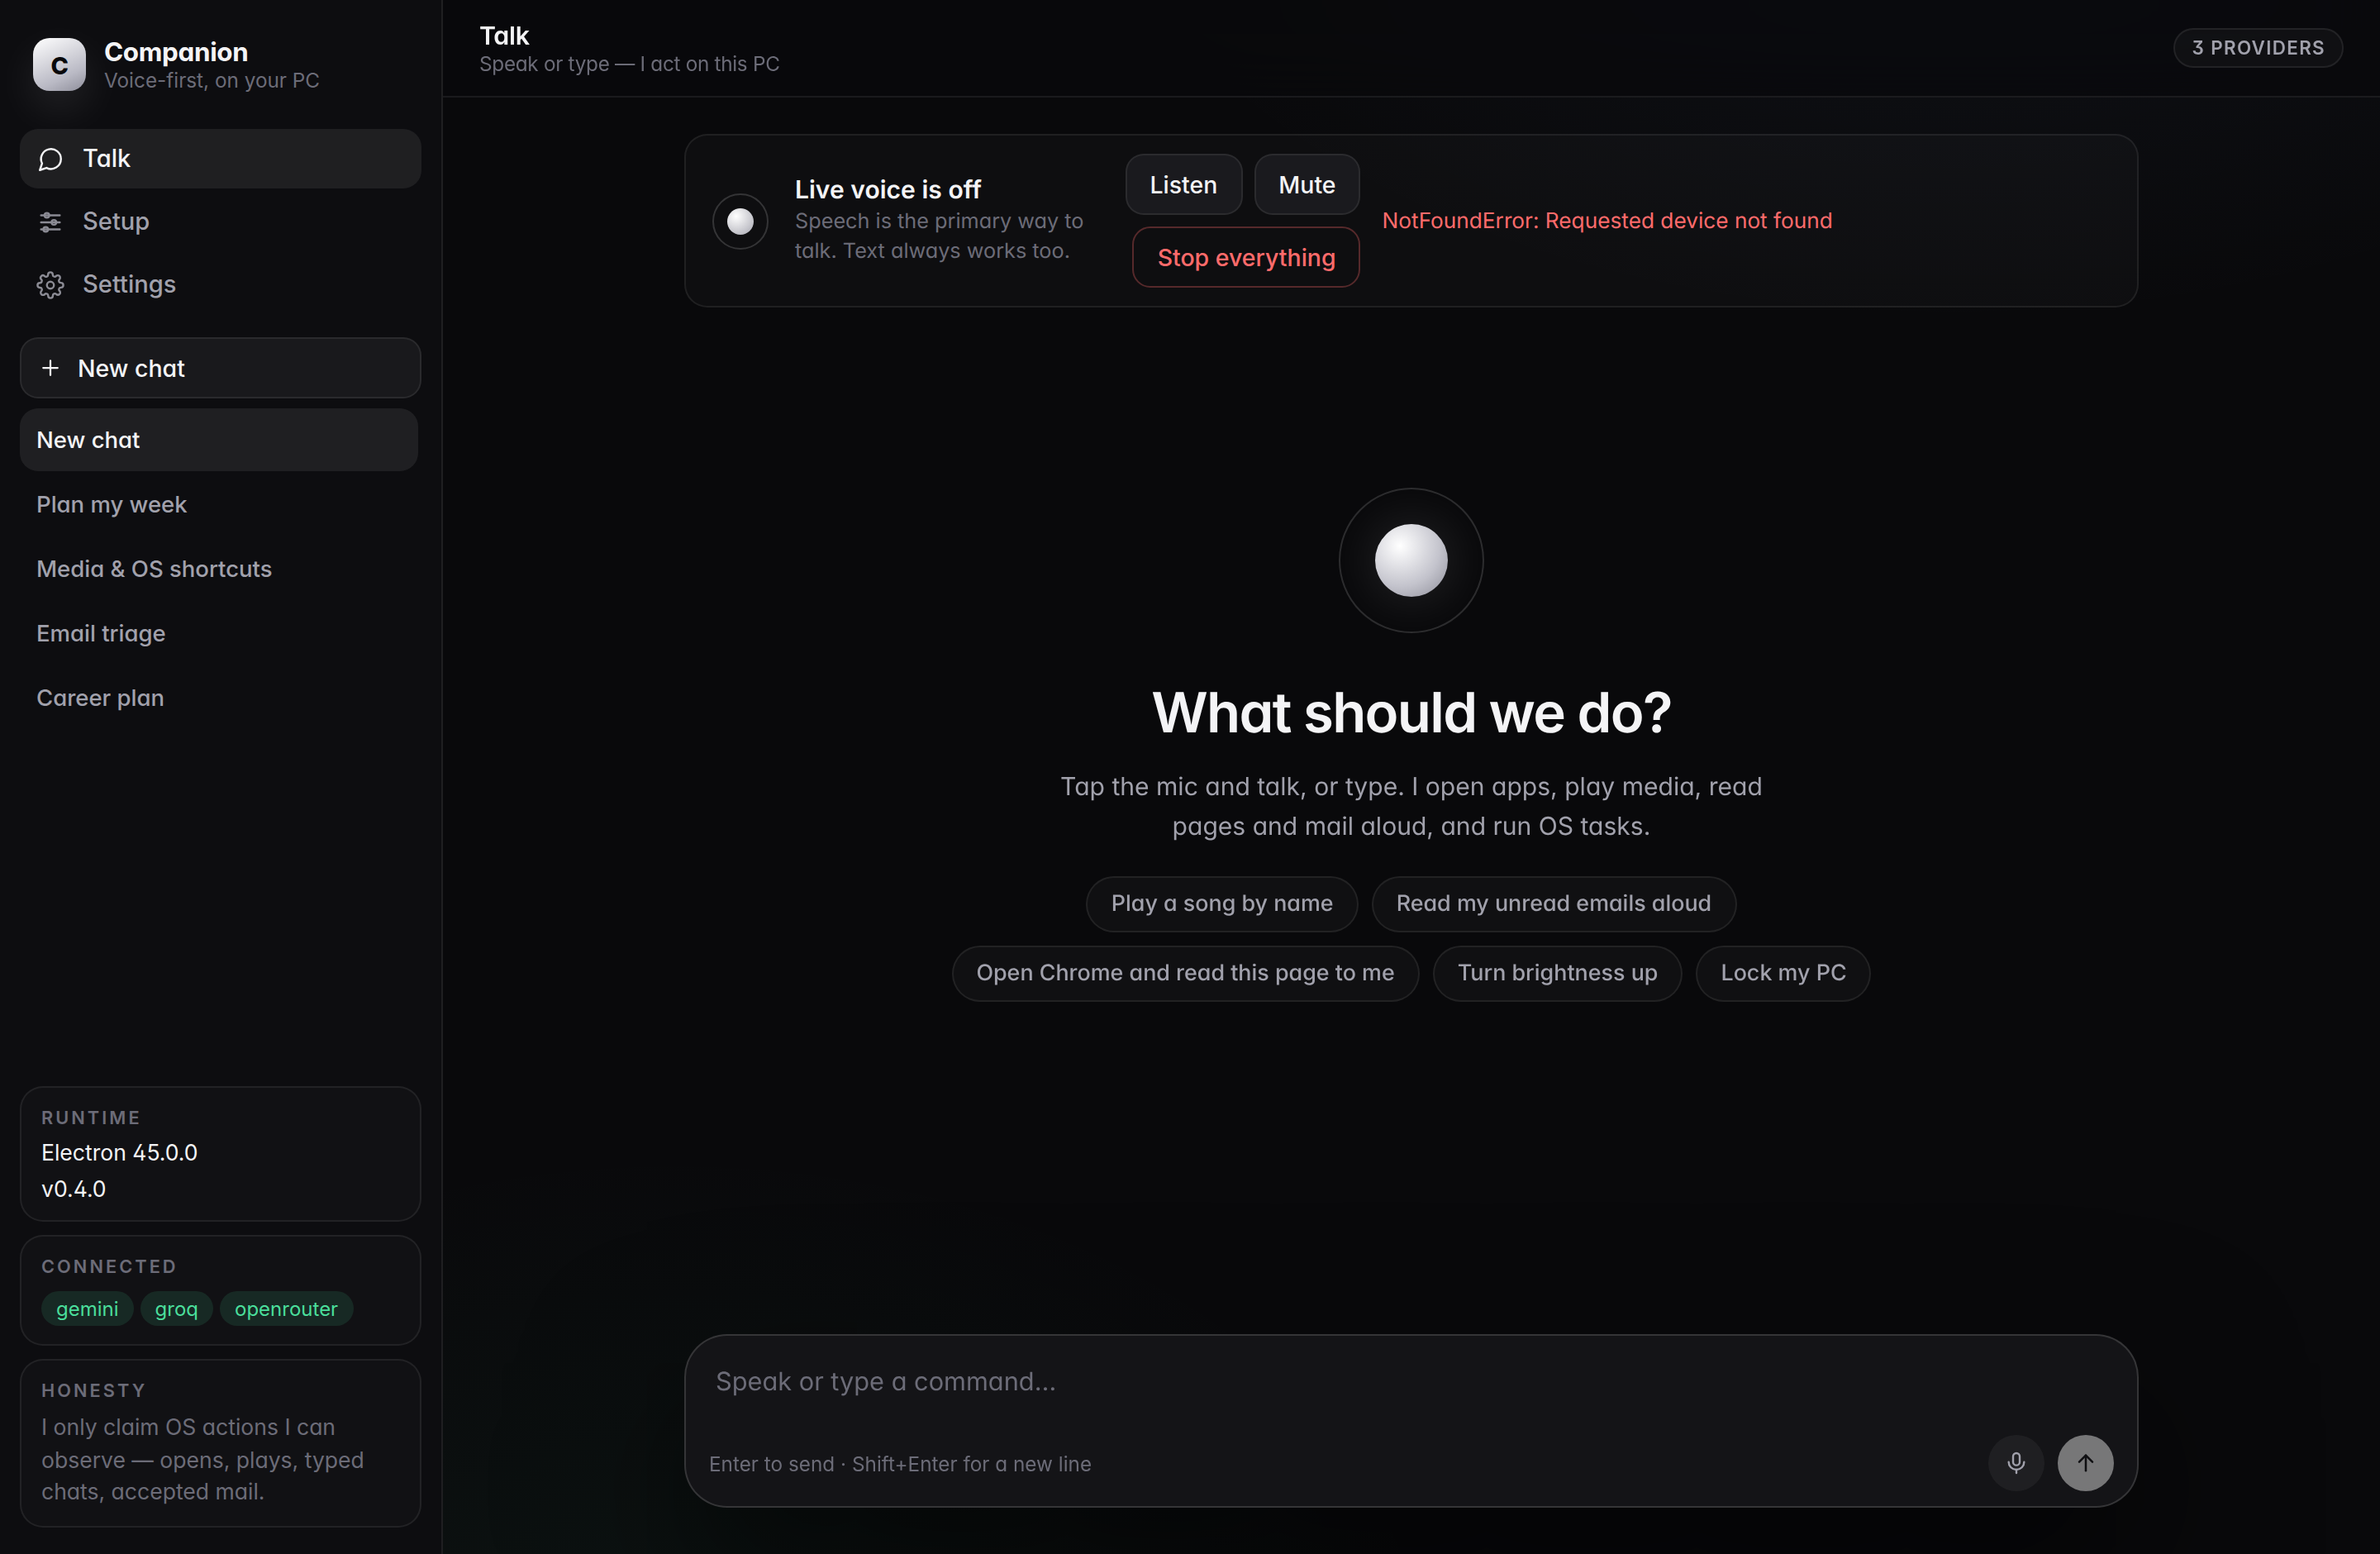 C
Companion
Voice-first, on your PC
Talk
Setup
Settings
New chat
New chat
Plan my week
Media & OS shortcuts
Email triage
Career plan
RUNTIME
Electron 45.0.0
v0.4.0
CONNECTED
gemini groq openrouter
HONESTY
I only claim OS actions I can
observe — opens, plays, typed
chats, accepted mail.
Talk
Speak or type — I act on this PC
3 PROVIDERS
Live voice is off
Speech is the primary way to
talk. Text always works too.
Listen Mute
Stop everything
NotFoundError: Requested device not found
What should we do?
Tap the mic and talk, or type. I open apps, play media, read
pages and mail aloud, and run OS tasks.
Play a song by name Read my unread emails aloud
Open Chrome and read this page to me Turn brightness up Lock my PC
Speak or type a command...
Enter to send · Shift+Enter for a new line